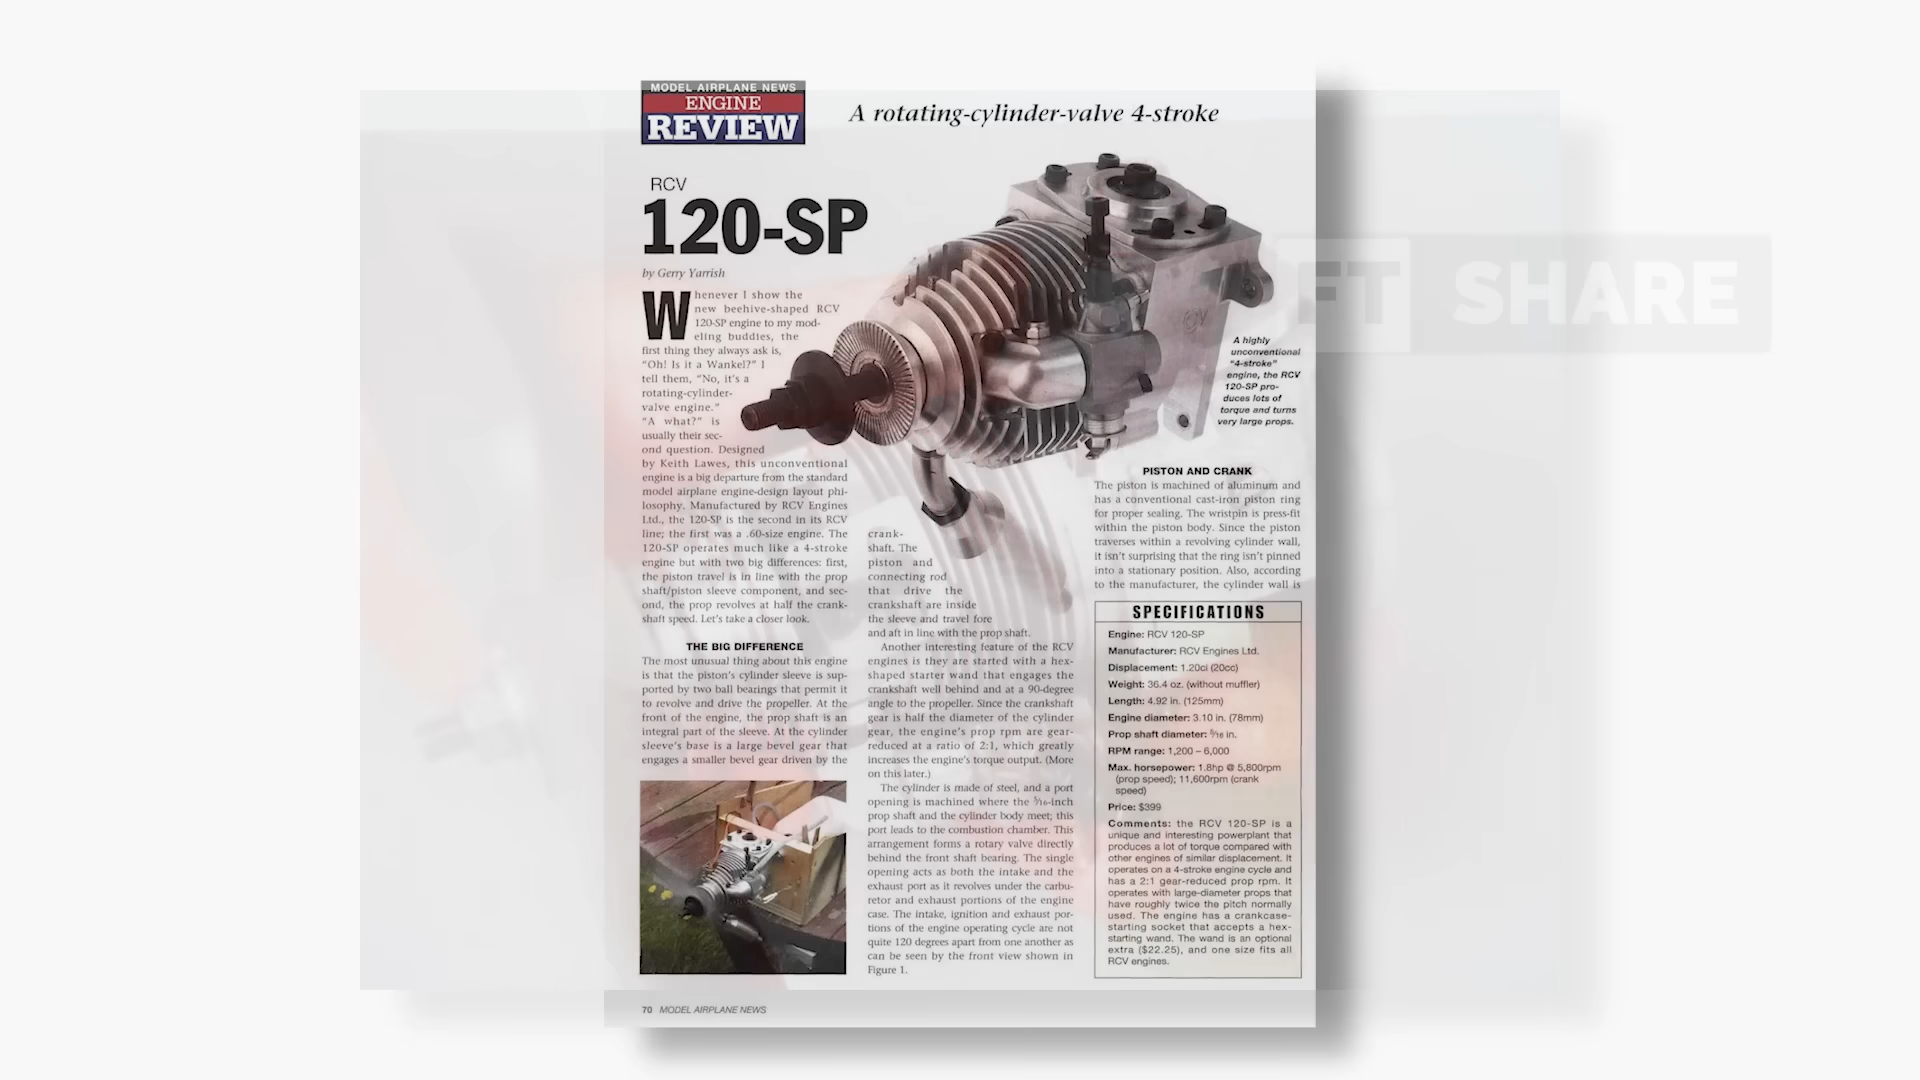 MODEL AIRPLANE NEWS
ENGINE
REVIEW
A rotating-cylinder-valve 4-stroke
RCV
120-SP
by Gerry Yarrish
Whenever I show the
new beehive-shaped RCV
120-SP engine to my mod-
eling buddies, the
first thing they always ask is,
"Oh! Is it a Wankel?" I
tell them, "No, it's a
rotating-cylinder-
valve engine."
"A what?" is
usually their sec-
ond question. Designed
by Keith Lawes, this unconventional
engine is a big departure from the standard
model airplane engine-design layout phi-
losophy. Manufactured by RCV Engines
Ltd., the 120-SP is the second in its RCV
line; the first was a .60-size engine. The
120-SP operates much like a 4-stroke
engine but with two big differences: first,
the piston travel is in line with the prop
shaft/piston sleeve component, and sec-
ond, the prop revolves at half the crank-
shaft speed. Let's take a closer look.
THE BIG DIFFERENCE
The most unusual thing about this engine
is that the piston's cylinder sleeve is sup-
ported by two ball bearings that permit it
to revolve and drive the propeller. At the
front of the engine, the prop shaft is an
integral part of the sleeve. At the cylinder
sleeve's base is a large bevel gear that
engages a smaller bevel gear driven by the
crank-
shaft. The
piston and
connecting rod
that drive the
crankshaft are inside
the sleeve and travel fore
and aft in line with the prop shaft.
Another interesting feature of the RCV
engines is they are started with a hex-
shaped starter wand that engages the
crankshaft well behind and at a 90-degree
angle to the propeller. Since the crankshaft
gear is half the diameter of the cylinder
gear, the engine's prop rpm are gear-
reduced at a ratio of 2:1, which greatly
increases the engine's torque output. (More
on this later.)
The cylinder is made of steel, and a port
opening is machined where the 5/16-inch
prop shaft and the cylinder body meet; this
port leads to the combustion chamber. This
arrangement forms a rotary valve directly
behind the front shaft bearing. The single
opening acts as both the intake and the
exhaust port as it revolves under the carbu-
retor and exhaust portions of the engine
case. The intake, ignition and exhaust por-
tions of the engine operating cycle are not
quite 120 degrees apart from one another as
can be seen by the front view shown in
Figure 1.
A highly
unconventional
"4-stroke"
engine, the RCV
120-SP pro-
duces lots of
torque and turns
very large props.
PISTON AND CRANK
The piston is machined of aluminum and
has a conventional cast-iron piston ring
for proper sealing. The wristpin is press-fit
within the piston body. Since the piston
traverses within a revolving cylinder wall,
it isn't surprising that the ring isn't pinned
into a stationary position. Also, according
to the manufacturer, the cylinder wall is
SPECIFICATIONS
Engine: RCV 120-SP
Manufacturer: RCV Engines Ltd.
Displacement: 1.20ci (20cc)
Weight: 36.4 oz. (without muffler)
Length: 4.92 in. (125mm)
Engine diameter: 3.10 in. (78mm)
Prop shaft diameter: 5/16 in.
RPM range: 1,200 – 6,000
Max. horsepower: 1.8hp @ 5,800rpm
(prop speed); 11,600rpm (crank
speed)
Price: $399
Comments: the RCV 120-SP is a
unique and interesting powerplant that
produces a lot of torque compared with
other engines of similar displacement. It
operates on a 4-stroke engine cycle and
has a 2:1 gear-reduced prop rpm. It
operates with large-diameter props that
have roughly twice the pitch normally
used. The engine has a crankcase-
starting socket that accepts a hex-
starting wand. The wand is an optional
extra ($22.25), and one size fits all
RCV engines.
70 MODEL AIRPLANE NEWS
FT SHARE